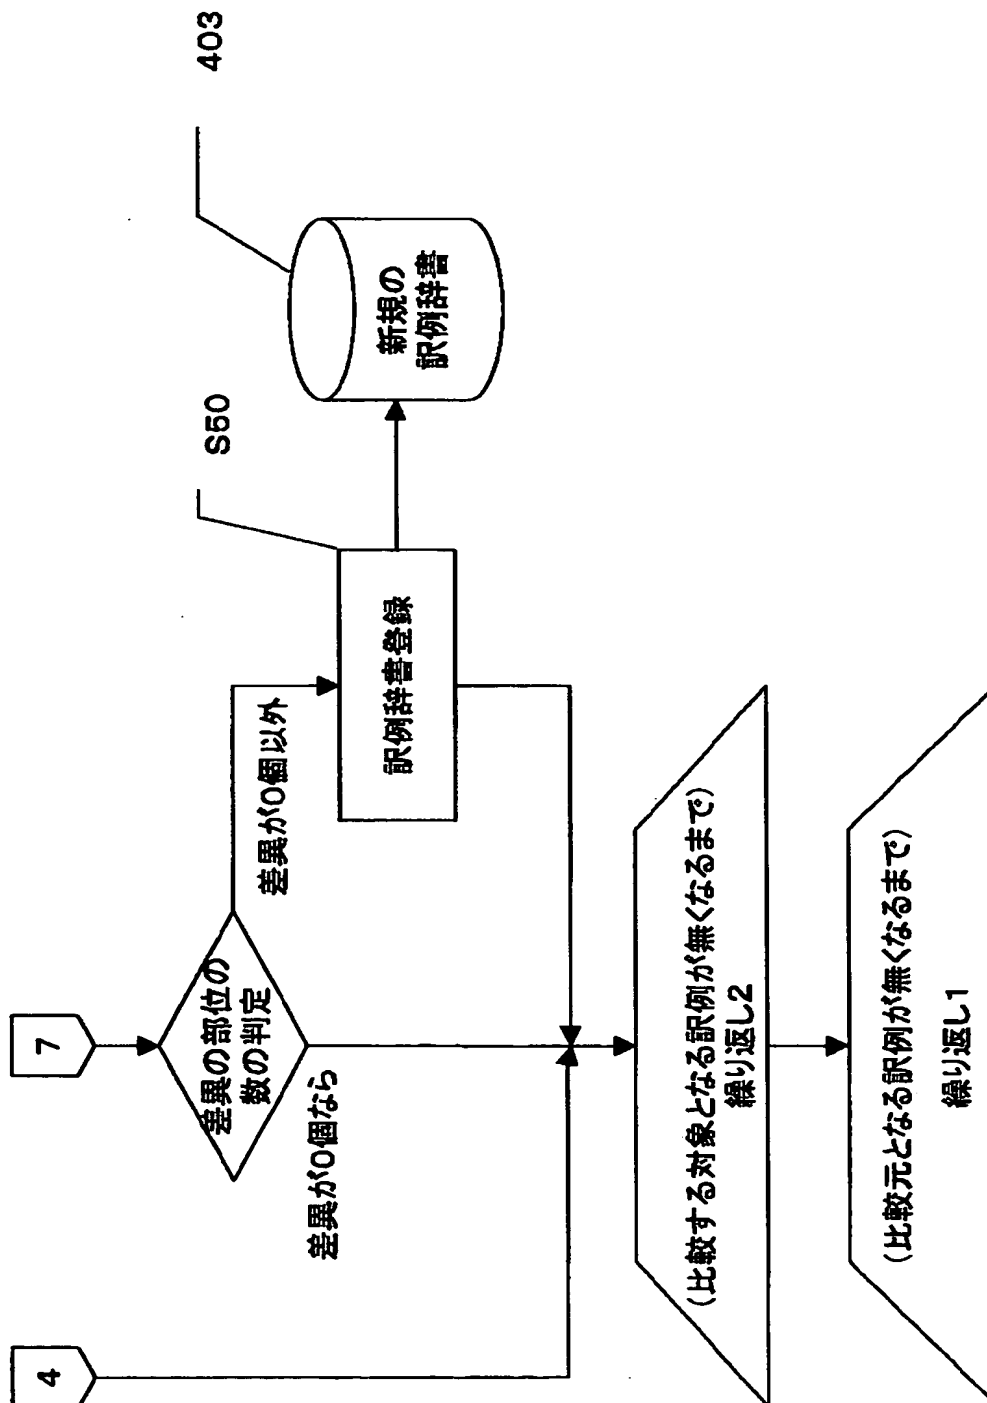 4
7
差異の部位の
数の判定
差異が0個以外
差異が0個なら
訳例辞書登録
S50
新規の
訳例辞書
403
(比較する対象となる訳例が無くなるまで)
繰り返し2
(比較元となる訳例が無くなるまで)
繰り返し1